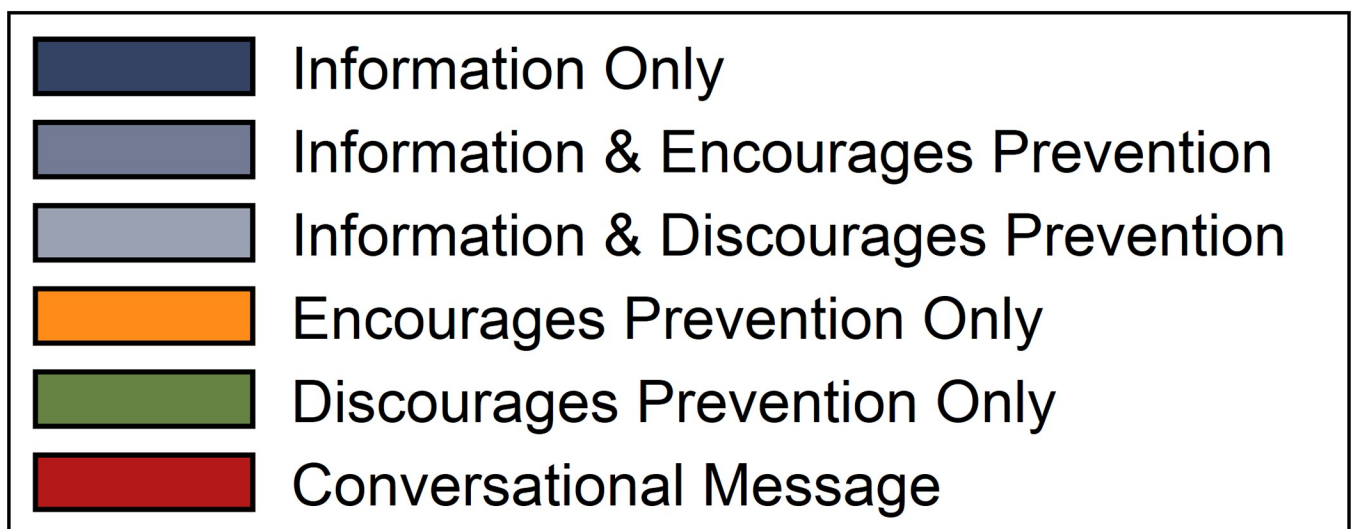 Information Only
Information & Encourages Prevention
Information & Discourages Prevention
Encourages Prevention Only
Discourages Prevention Only
Conversational Message